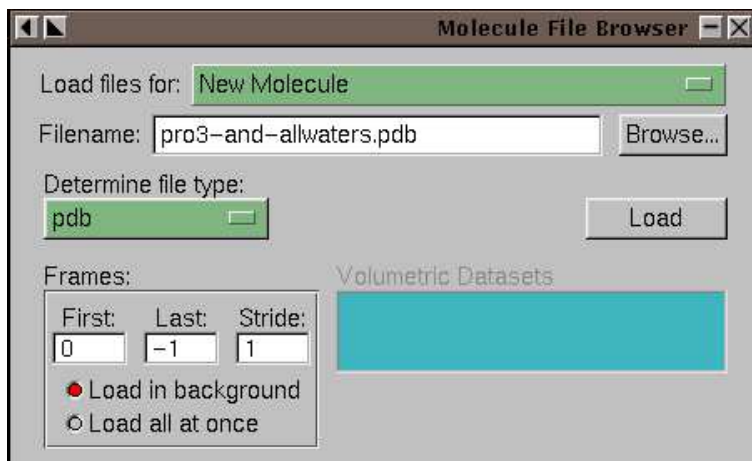 Molecule File Browser
Load files for: New Molecule
Filename: pro3-and-allwaters.pdb Browse...
Determine file type:
pdb Load
Frames: Volumetric Datasets
First: Last: Stride:
0 -1 1
Load in background
Load all at once